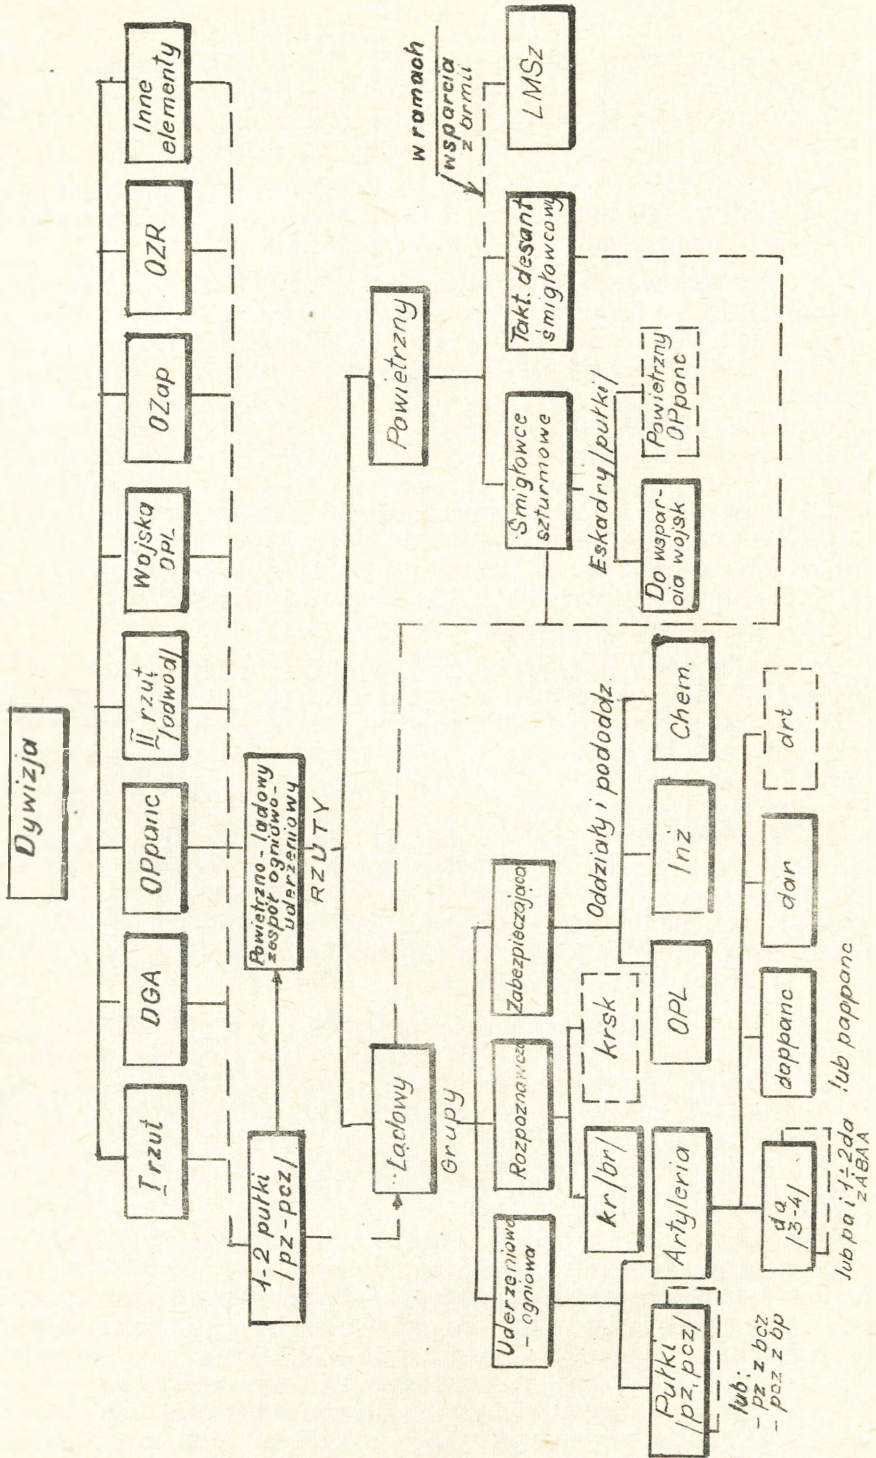 Dywizja
I rzut
DGA
OPpanc
II rzut
/odwód/
Wojska
OPL
OZap
OZR
Inne
elementy
1-2 pułki
/pz-pcz/
Powietrzno-lądowy
zespół ogniowo-
uderzeniowy
RZUTY
Lądowy
Powietrzny
w ramach
wsparcia
z armii
Grupy
Uderzeniowo
- ogniowa
Rozpoznawcza
Zabezpieczająca
Śmigłowce
szturmowe
Takt. desant
śmigłowcowy
LMSz
kr/br/
krsk
Oddziały i pododdz.
Eskadry/pułki/
Pułki
/pz, pcz/
Artyleria
OPL
Inż
Chem.
Do wspar-
cia wojsk
Powietrzny
OPpanc
lub:
- pz z bcz
- pcz z bp
da
/3-4/
dappanc
dar
drt
lub pa i 1÷2da
z ABAA
lub pappanc